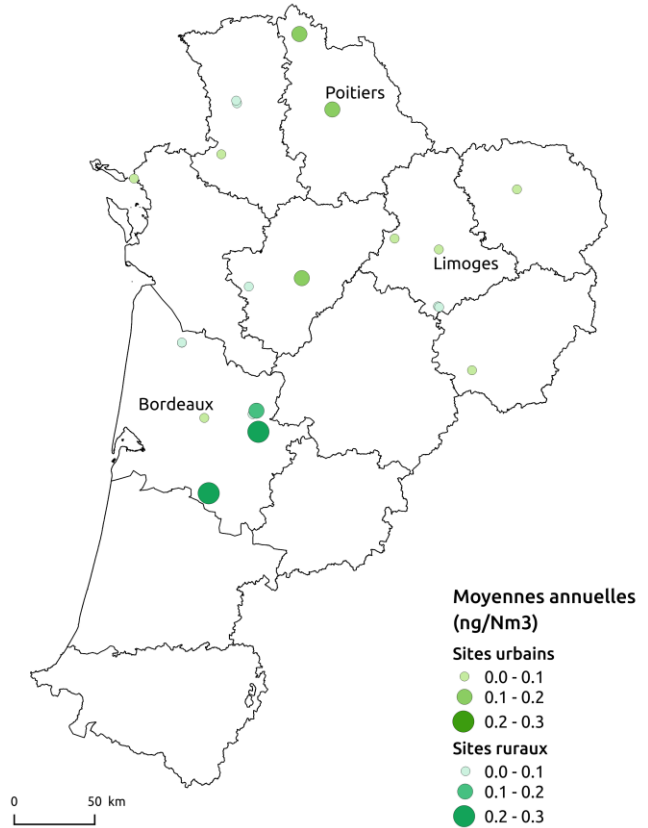 Poitiers
Limoges
Bordeaux
Moyennes annuelles
(ng/Nm3)
Sites urbains
0.0 - 0.1
0.1 - 0.2
0.2 - 0.3
Sites ruraux
0.0 - 0.1
0.1 - 0.2
0.2 - 0.3
0 50 km